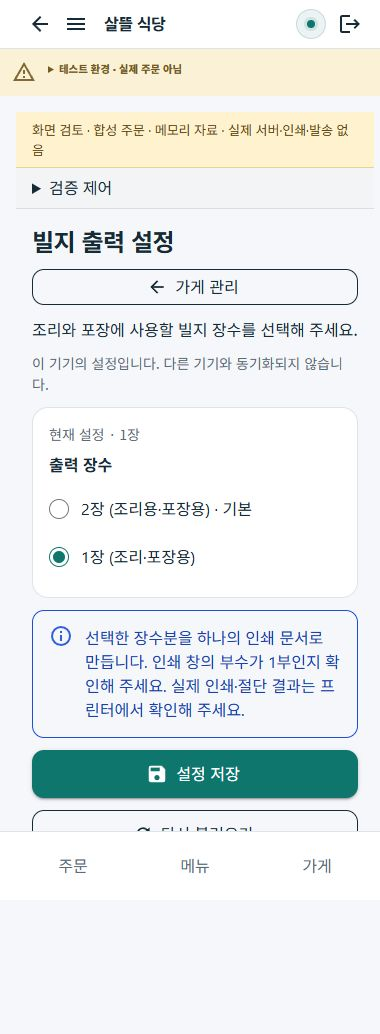 살뜰 식당
테스트 환경 · 실제 주문 아님
화면 검토 · 합성 주문 · 메모리 자료 · 실제 서버·인쇄·발송 없
음
검증 제어
빌지 출력 설정
가게 관리
조리와 포장에 사용할 빌지 장수를 선택해 주세요.
이 기기의 설정입니다. 다른 기기와 동기화되지 않습니
다.
현재 설정 · 1장
출력 장수
2장 (조리용·포장용) · 기본
1장 (조리·포장용)
선택한 장수분을 하나의 인쇄 문서로
만듭니다. 인쇄 창의 부수가 1부인지 확
인해 주세요. 실제 인쇄·절단 결과는 프
린터에서 확인해 주세요.
설정 저장
주문
메뉴
가게